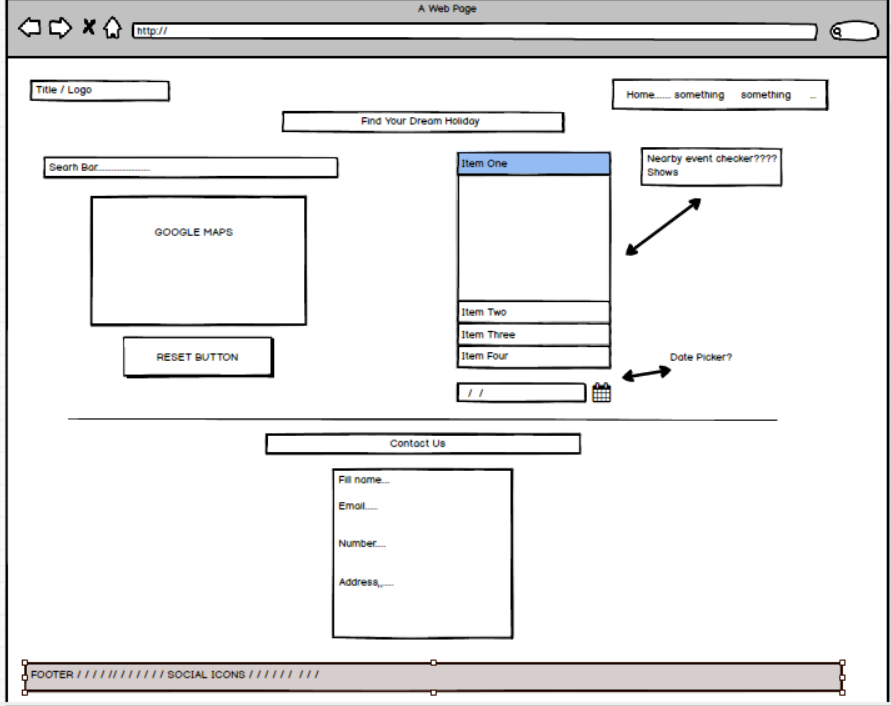 A Web Page
http://
Title / Logo
Home...... something something ...
Find Your Dream Holiday
Searh Bar......................
Item One
Nearby event checker????
Shows
GOOGLE MAPS
Item Two
Item Three
Item Four
RESET BUTTON
Date Picker?
/ /
Contact Us
Fill name....
Email......
Number.....
Address,,.....
FOOTER / / / / / // / / / / / / SOCIAL ICONS / / / / / / / / /